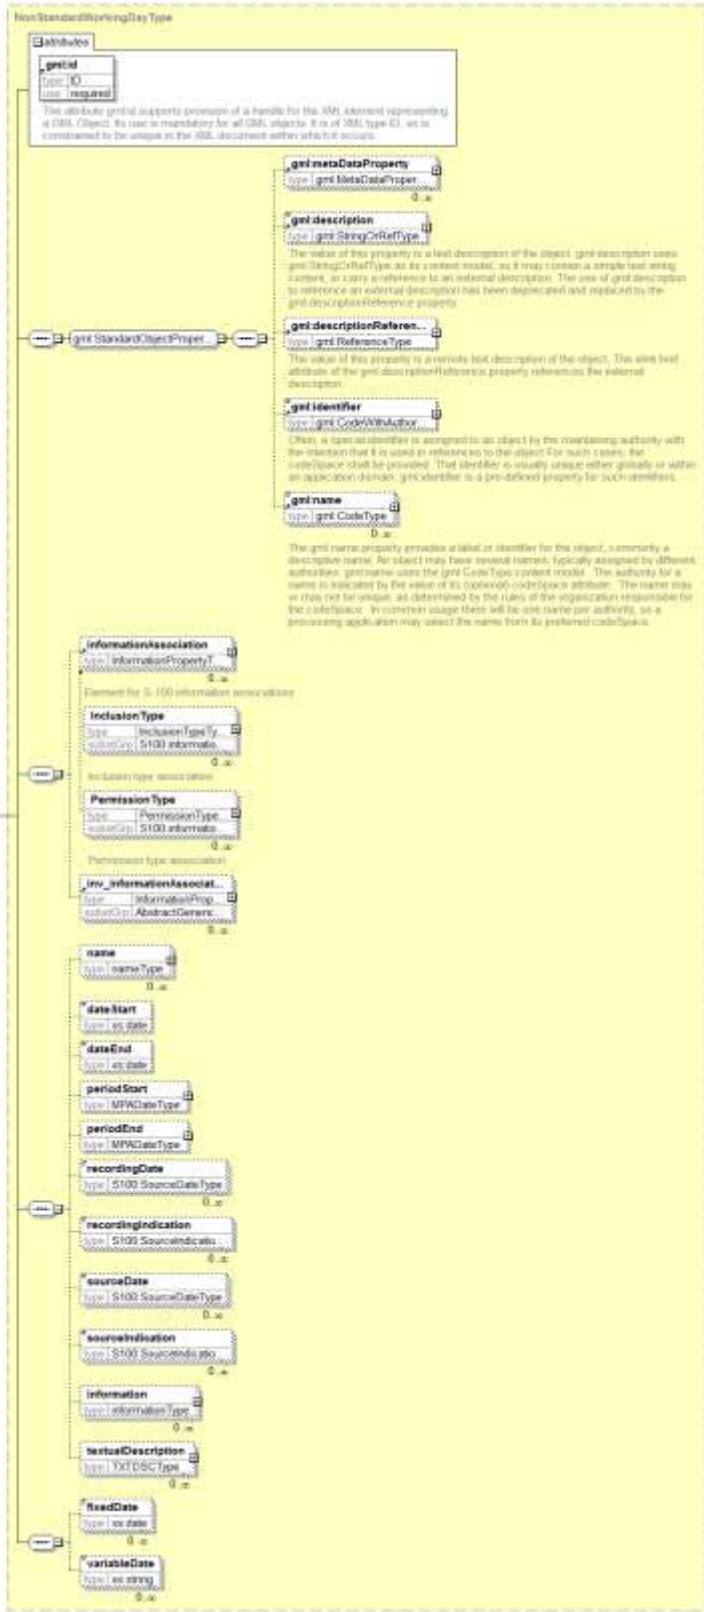 NonStandardWorkingDayType
attributes
gml:id
type ID
use required
This attribute gml:id supports provision of a handle for the XML element representing
a GML Object. Its use is mandatory for all GML objects. It is of XML type ID, so is
constrained to be unique in the XML document within which it occurs.
gml:metaDataProperty
type gml:MetaDataProper...
0..∞
gml:description
type gml:StringOrRefType
The value of this property is a text description of the object. gml:description uses
gml:StringOrRefType as its content model, so it may contain a simple text string
content, or carry a reference to an external description. The use of gml:description
to reference an external description has been deprecated and replaced by the
gml:descriptionReference property.
gml:StandardObjectProper...
gml:descriptionReferen...
type gml:ReferenceType
The value of this property is a remote text description of the object. The xlink:href
attribute of the gml:descriptionReference property references the external
description.
gml:identifier
type gml:CodeWithAuthor...
Often, a special identifier is assigned to an object by the maintaining authority with
the intention that it is used in references to the object For such cases, the
codeSpace shall be provided. That identifier is usually unique either globally or within
an application domain. gml:identifier is a pre-defined property for such identifiers.
gml:name
type gml:CodeType
0..∞
The gml:name property provides a label or identifier for the object, commonly a
descriptive name. An object may have several names, typically assigned by different
authorities. gml:name uses the gml:CodeType content model. The authority for a
name is indicated by the value of its (optional) codeSpace attribute. The name may
or may not be unique, as determined by the rules of the organization responsible for
the codeSpace. In common usage there will be one name per authority, so a
processing application may select the name from its preferred codeSpace.
informationAssociation
type InformationPropertyT...
0..∞
Element for S-100 information associations
InclusionType
type InclusionTypeTy...
substGrp S100:informatio...
0..∞
Inclusion type association
PermissionType
type PermissionType...
substGrp S100:informatio...
0..∞
Permission type association
inv_informationAssociat...
type InformationProp...
substGrp AbstractGeneric...
0..∞
name
type nameType
0..∞
dateStart
type xs:date
dateEnd
type xs:date
periodStart
type MPADateType
periodEnd
type MPADateType
recordingDate
type S100:SourceDateType
0..∞
recordingIndication
type S100:SourceIndicatio...
0..∞
sourceDate
type S100:SourceDateType
0..∞
sourceIndication
type S100:SourceIndicatio...
0..∞
information
type informationType
0..∞
textualDescription
type TXTDSCType
0..∞
fixedDate
type xs:date
0..∞
variableDate
type xs:string
0..∞